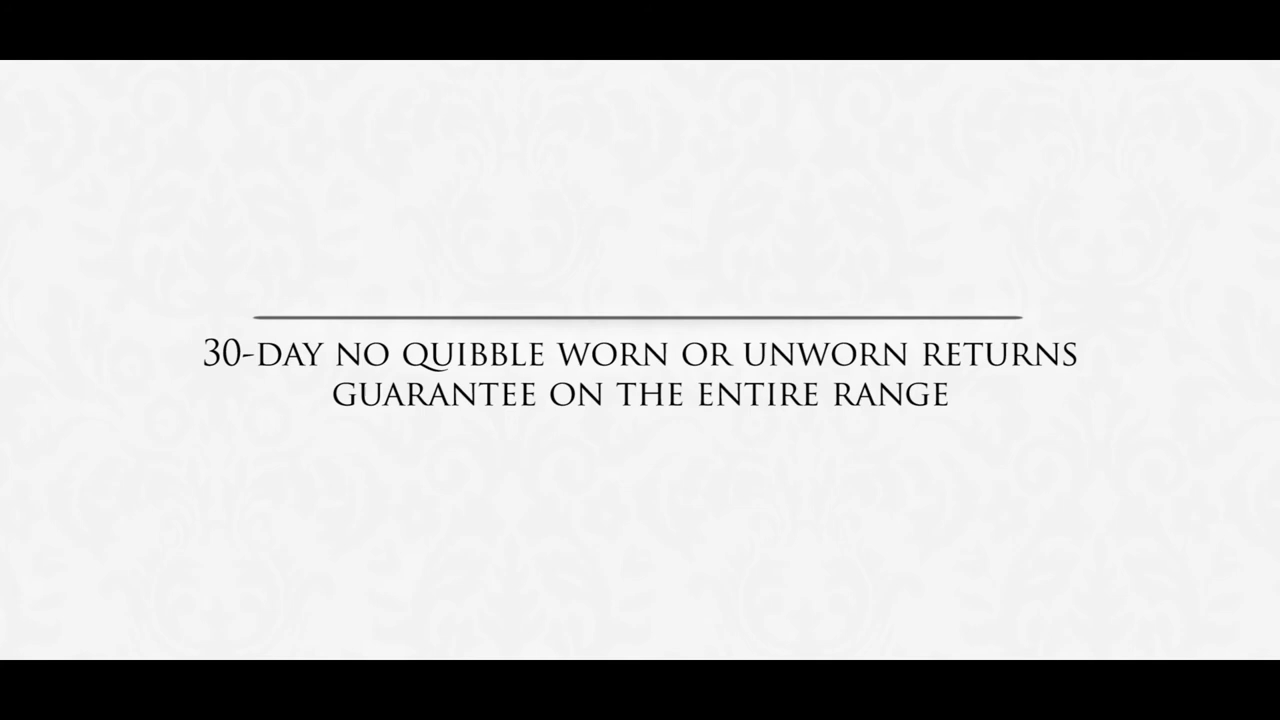 30-DAY NO QUIBBLE WORN OR UNWORN RETURNS
GUARANTEE ON THE ENTIRE RANGE